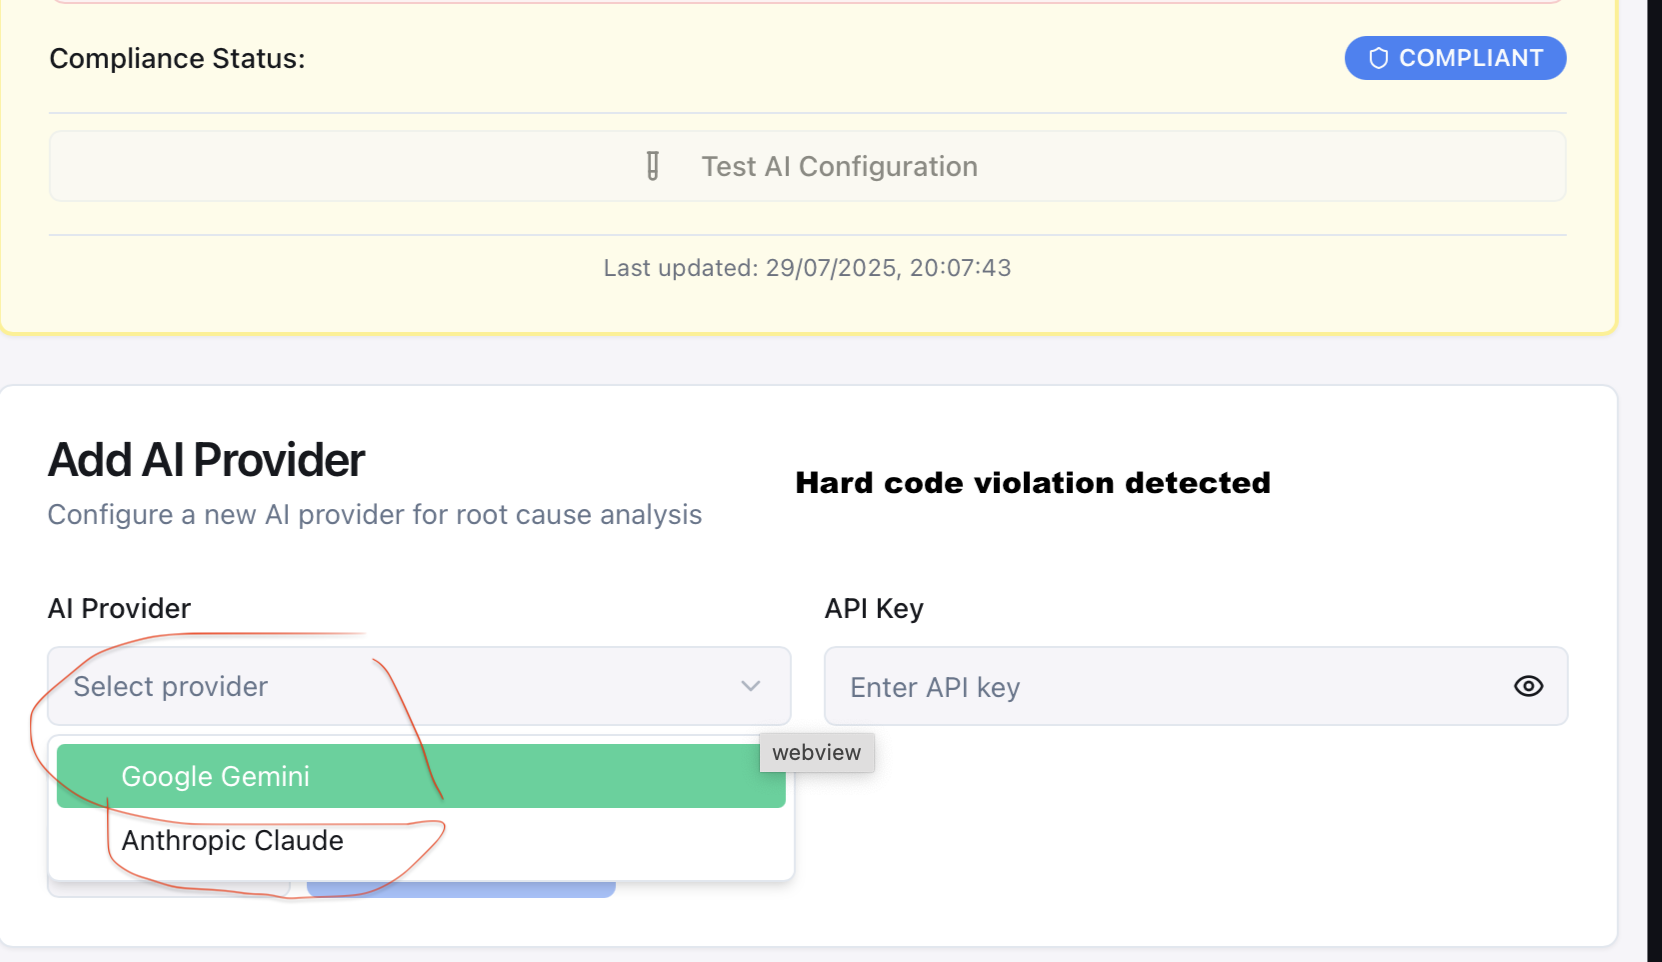 Compliance Status:
COMPLIANT
Test AI Configuration
Last updated: 29/07/2025, 20:07:43
Add AI Provider
Hard code violation detected
Configure a new AI provider for root cause analysis
AI Provider
API Key
Select provider
Enter API key
webview
Google Gemini
Anthropic Claude